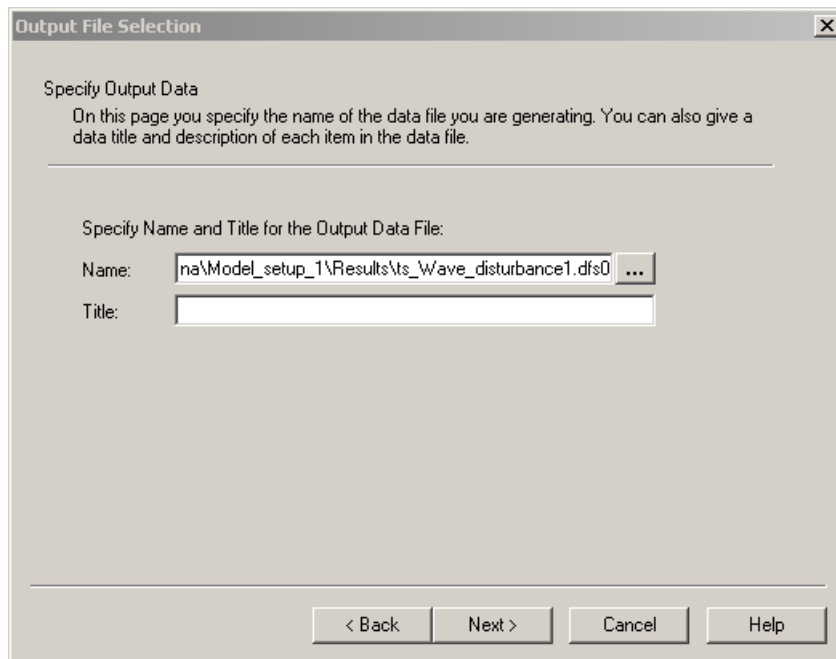 Output File Selection
Specify Output Data
On this page you specify the name of the data file you are generating. You can also give a
data title and description of each item in the data file.
Specify Name and Title for the Output Data File:
Name: na\Model_setup_1\Results\ts_Wave_disturbance1.dfs0 ...
Title:
< Back Next > Cancel Help